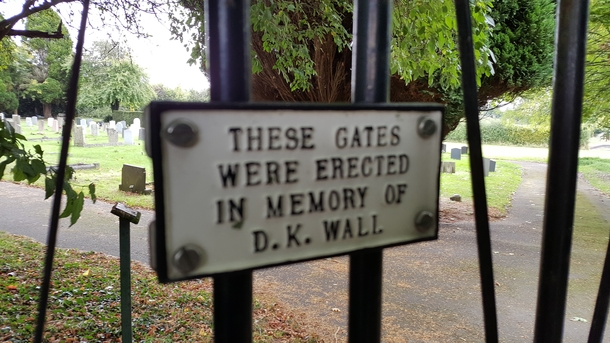 THESE GATES
WERE ERECTED
IN MEMORY OF
D. K. WALL